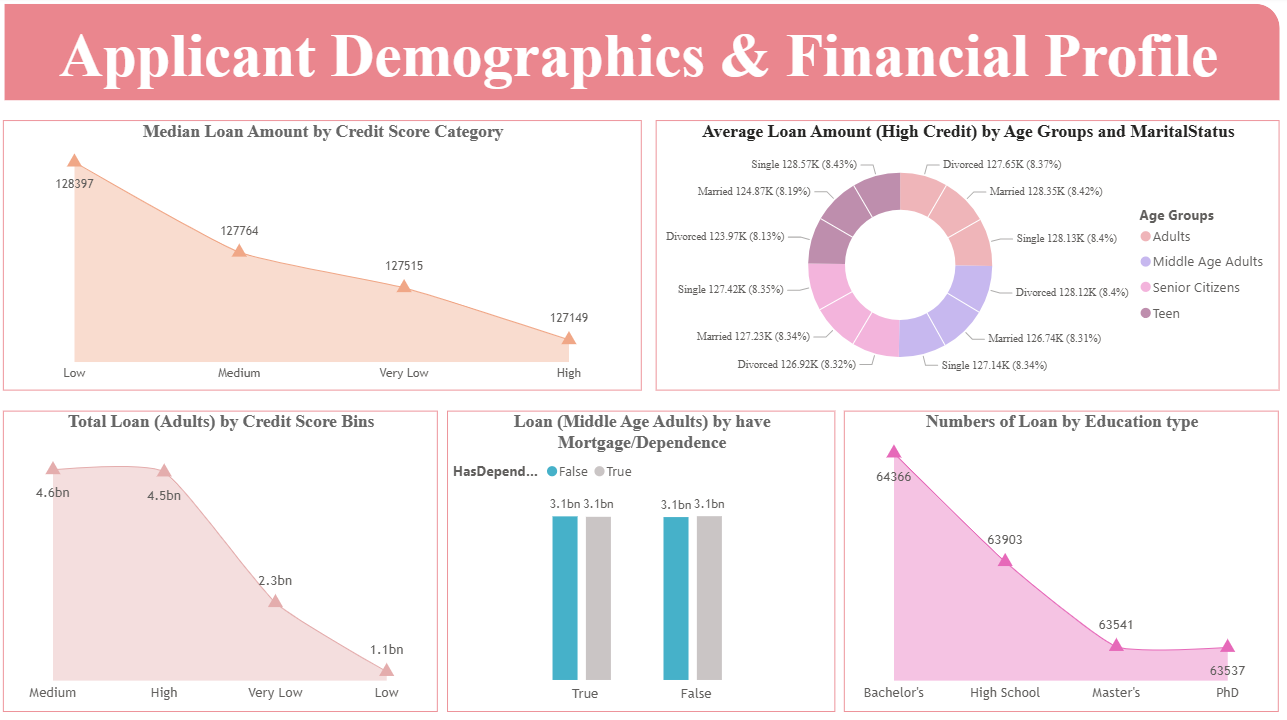 Applicant Demographics & Financial Profile
Median Loan Amount by Credit Score Category
128397
127764
127515
127149
Low
Medium
Very Low
High
Average Loan Amount (High Credit) by Age Groups and MaritalStatus
Single 128.57K (8.43%)
Divorced 127.65K (8.37%)
Married 124.87K (8.19%)
Married 128.35K (8.42%)
Divorced 123.97K (8.13%)
Single 128.13K (8.4%)
Single 127.42K (8.35%)
Divorced 128.12K (8.4%)
Married 127.23K (8.34%)
Married 126.74K (8.31%)
Divorced 126.92K (8.32%)
Single 127.14K (8.34%)
Age Groups
Adults
Middle Age Adults
Senior Citizens
Teen
Total Loan (Adults) by Credit Score Bins
4.6bn
4.5bn
2.3bn
1.1bn
Medium
High
Very Low
Low
Loan (Middle Age Adults) by have
Mortgage/Dependence
HasDepend... False True
3.1bn 3.1bn
3.1bn 3.1bn
True
False
Numbers of Loan by Education type
64366
63903
63541
63537
Bachelor's
High School
Master's
PhD